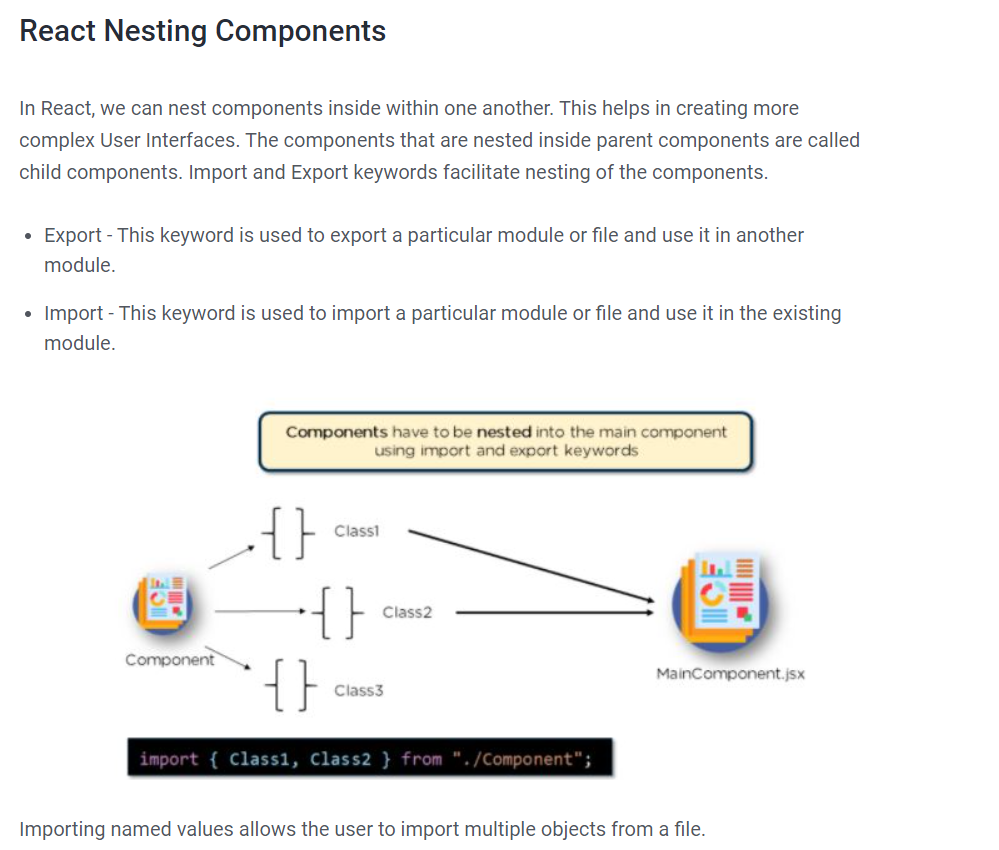 React Nesting Components
In React, we can nest components inside within one another. This helps in creating more
complex User Interfaces. The components that are nested inside parent components are called
child components. Import and Export keywords facilitate nesting of the components.
• Export - This keyword is used to export a particular module or file and use it in another
module.
• Import - This keyword is used to import a particular module or file and use it in the existing
module.
Components have to be nested into the main component
using import and export keywords
{ } Class1
{ } Class2
Component
MainComponent.jsx
{ } Class3
import { Class1, Class2 } from "./Component";
Importing named values allows the user to import multiple objects from a file.